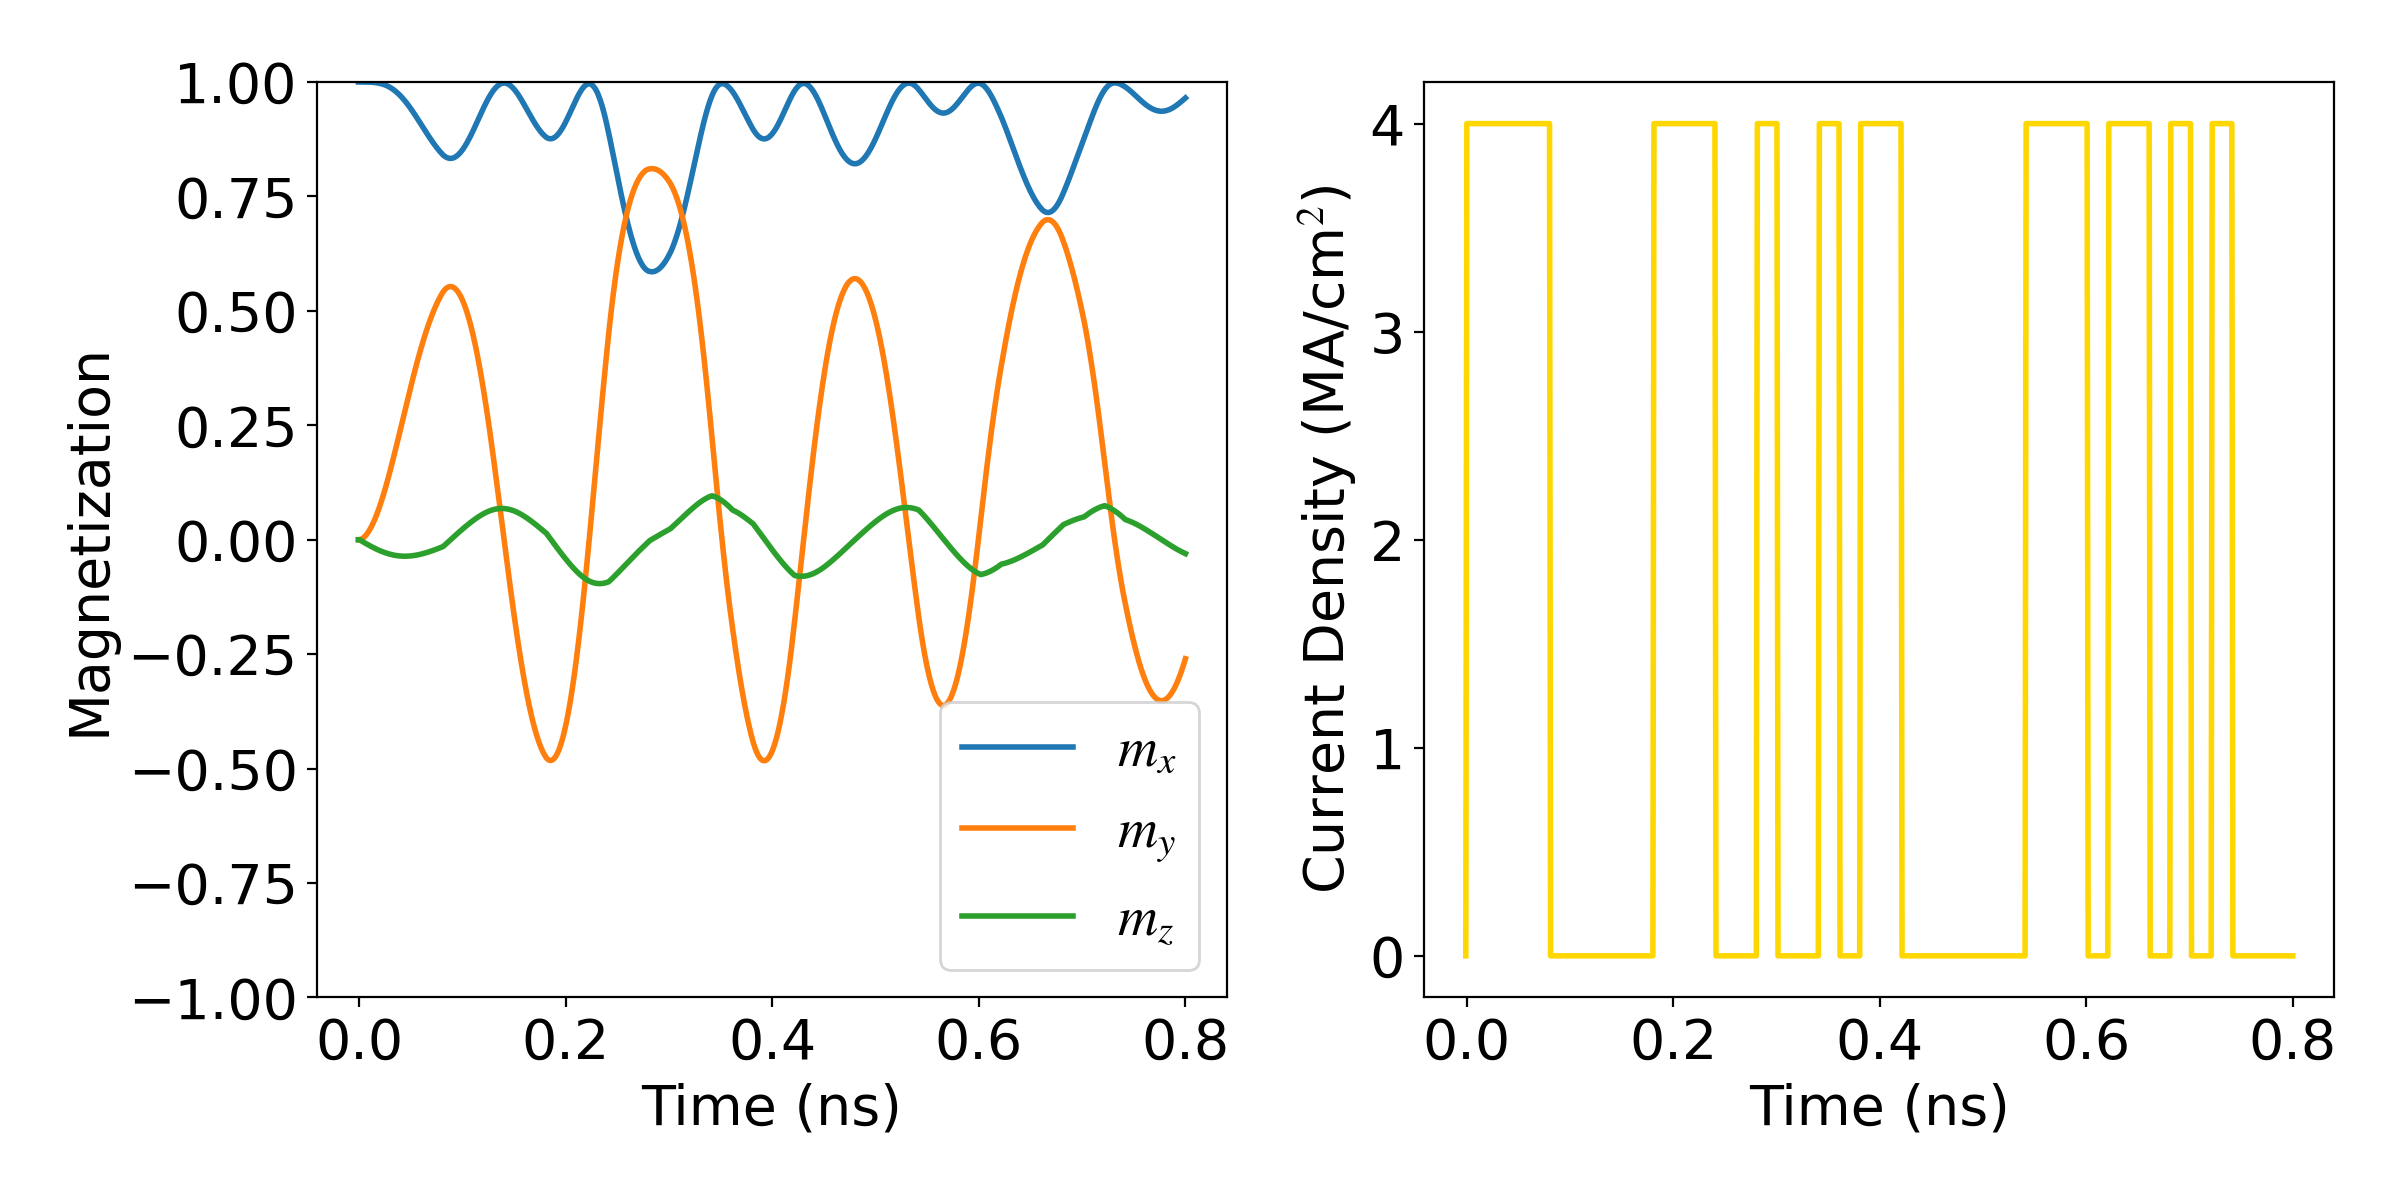 Magnetization
1.00
0.75
0.50
0.25
0.00
−0.25
−0.50
−0.75
−1.00
0.0 0.2 0.4 0.6 0.8
Time (ns)
mₓ
m_y
m_z
Current Density (MA/cm²)
4
3
2
1
0
0.0 0.2 0.4 0.6 0.8
Time (ns)